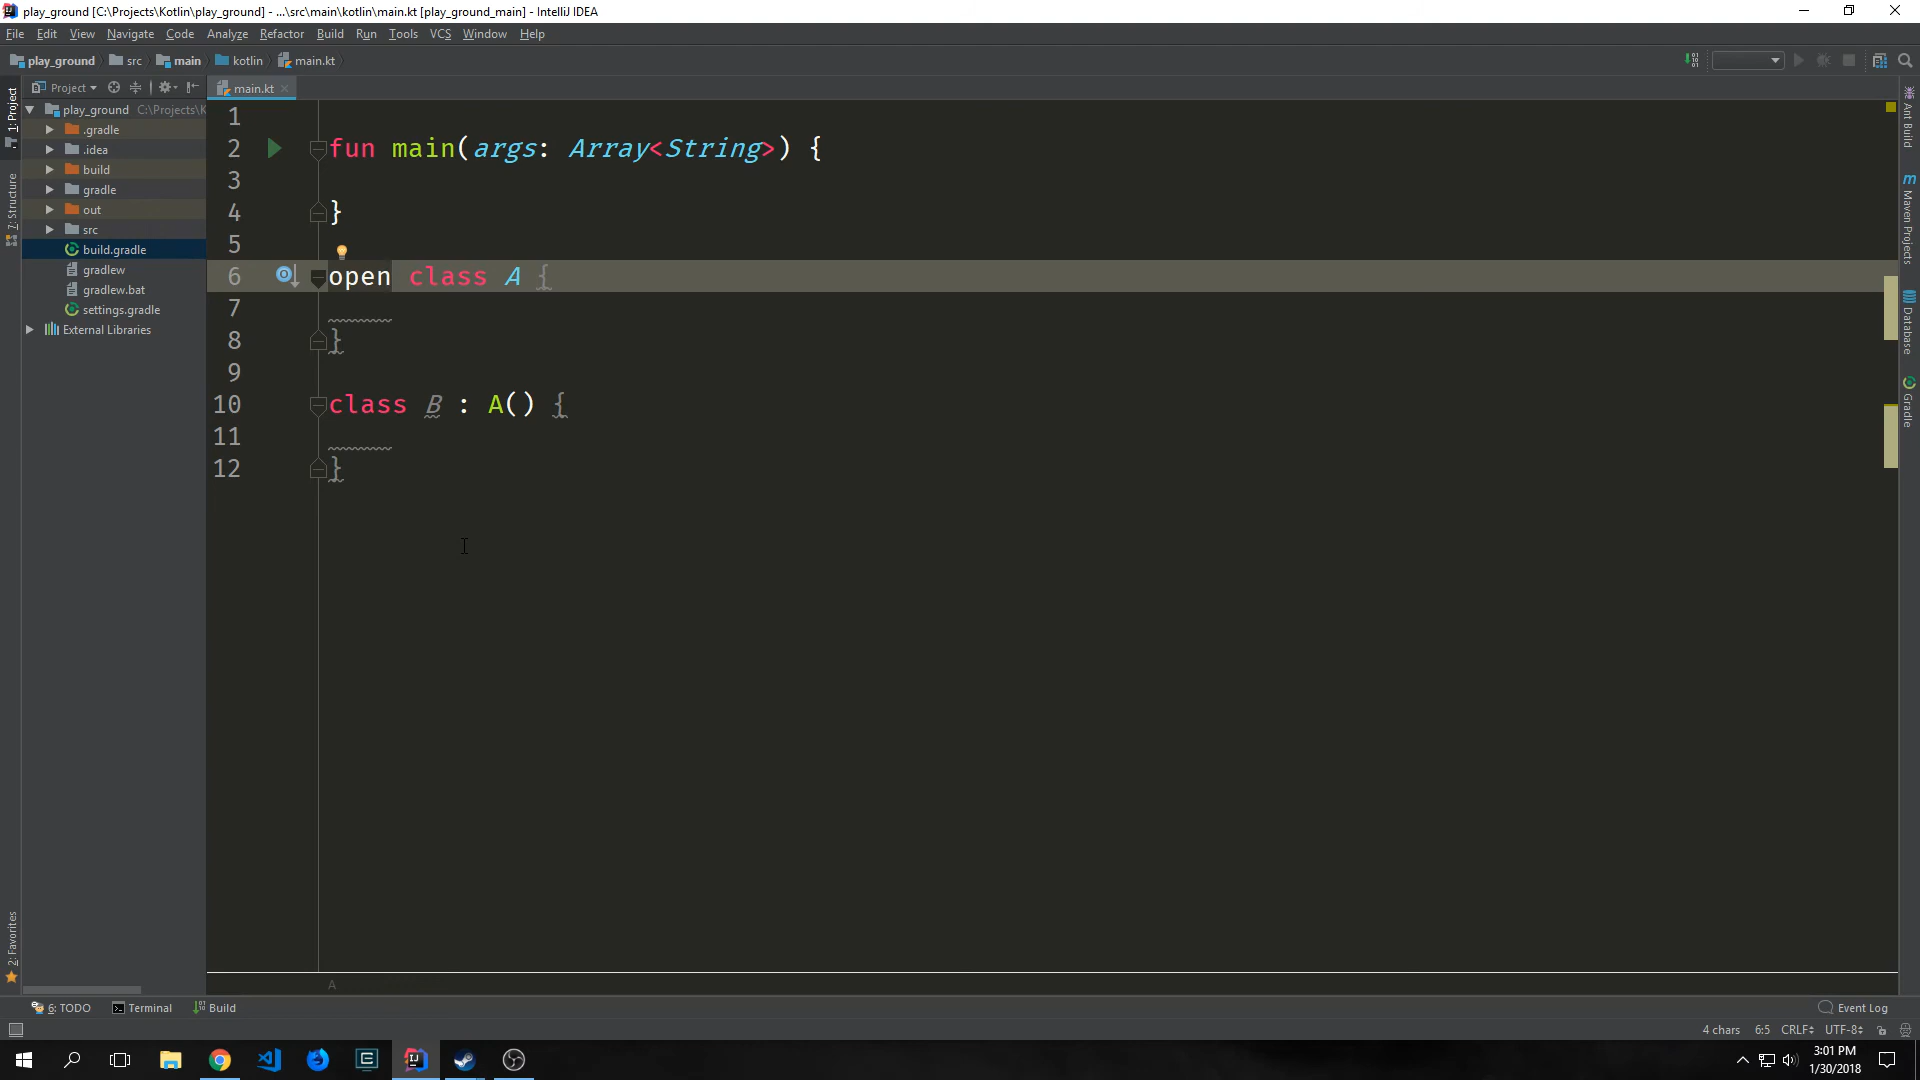 play_ground [C:\Projects\Kotlin\play_ground] - ...\src\main\kotlin\main.kt [play_ground_main] - IntelliJ IDEA
File Edit View Navigate Code Analyze Refactor Build Run Tools VCS Window Help
play_ground src main kotlin main.kt
Project main.kt
play_ground C:\Projects\K
.gradle
.idea
build
gradle
out
src
build.gradle
gradlew
gradlew.bat
settings.gradle
External Libraries
1: Project
7: Structure
2: Favorites
1
2 fun main(args: Array<String>) {
3
4 }
5
6 open class A {
7
8 }
9
10 class B : A() {
11
12 }
A
Ant Build
Maven Projects
Database
Gradle
6: TODO Terminal Build Event Log
4 chars 6:5 CRLF UTF-8
3:01 PM
1/30/2018